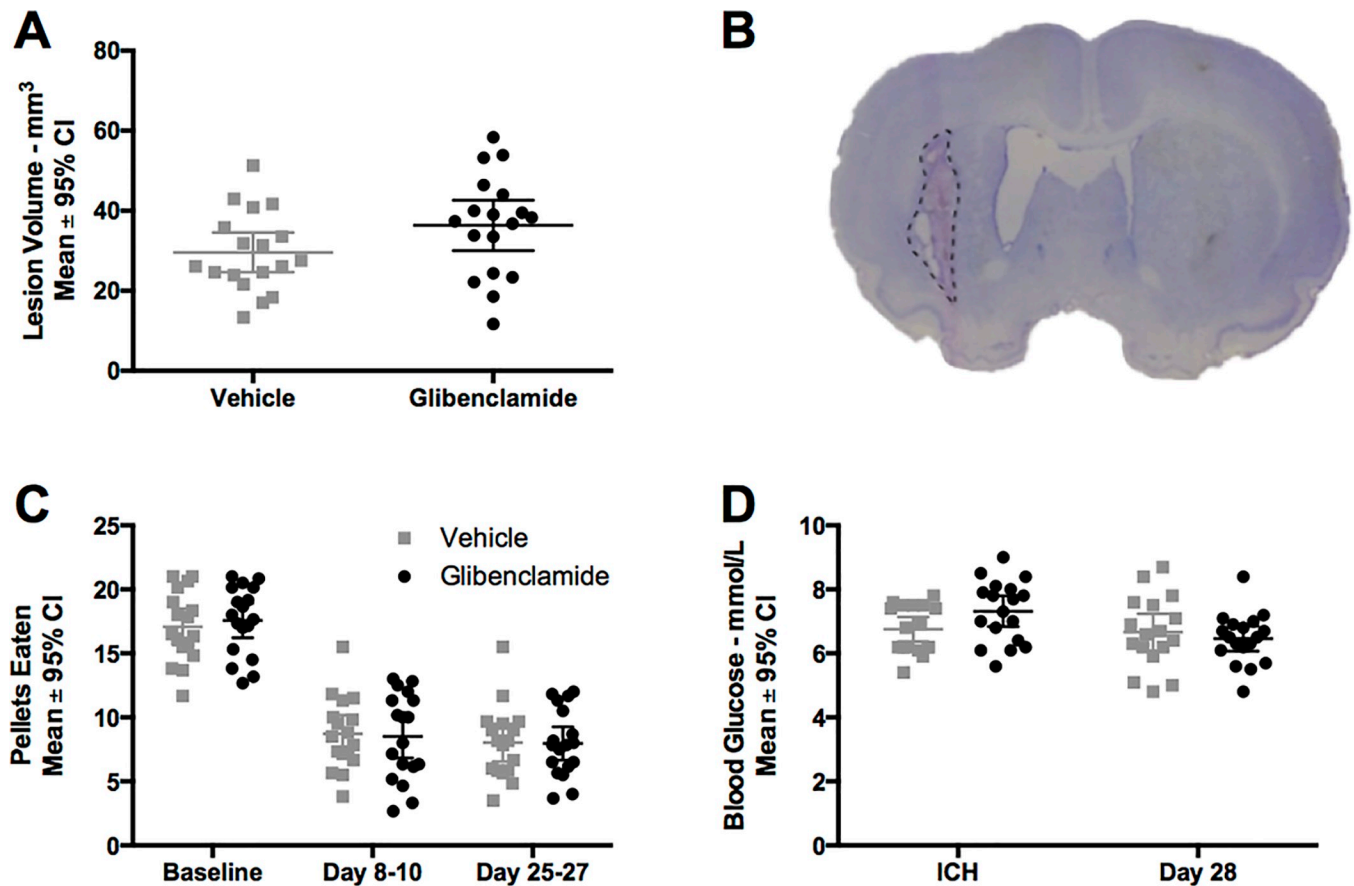 A
Lesion Volume - mm³
Mean ± 95% CI
80
60
40
20
0
Vehicle
Glibenclamide
B
C
Pellets Eaten
Mean ± 95% CI
25
20
15
10
5
0
Vehicle
Glibenclamide
Baseline
Day 8-10
Day 25-27
D
Blood Glucose - mmol/L
Mean ± 95% CI
10
8
6
4
2
0
ICH
Day 28